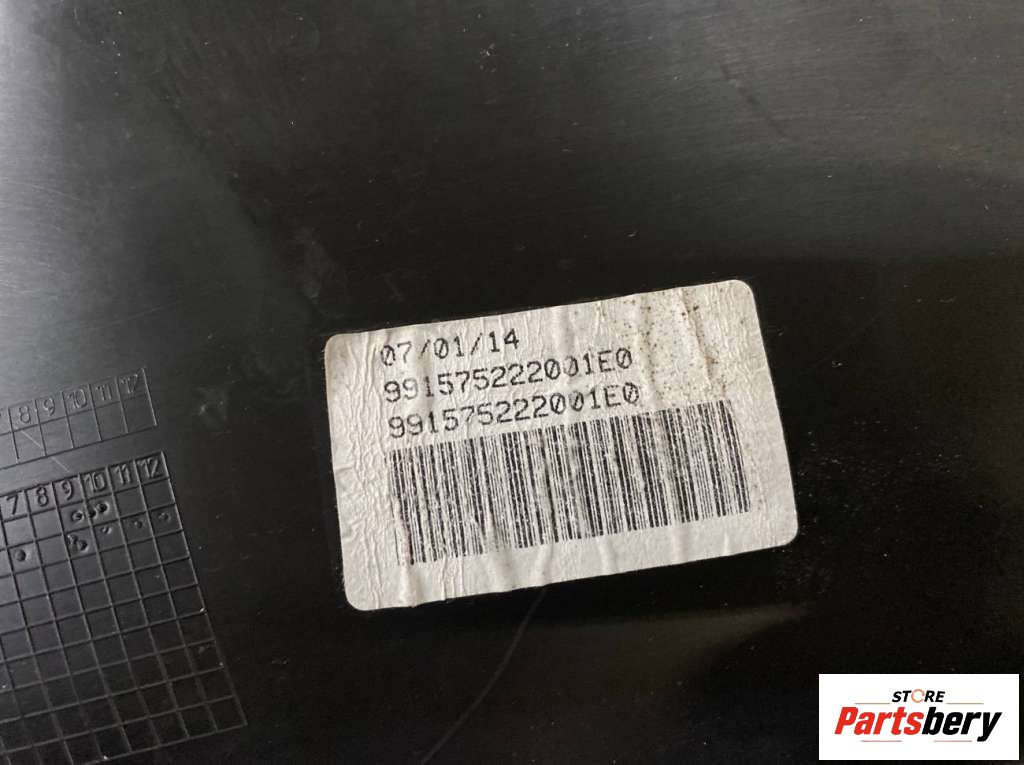 07/01/14
991575222001E0
991575222001E0
8 9 10 11 12
7 8 9 10 11 12
STORE
Partsbery